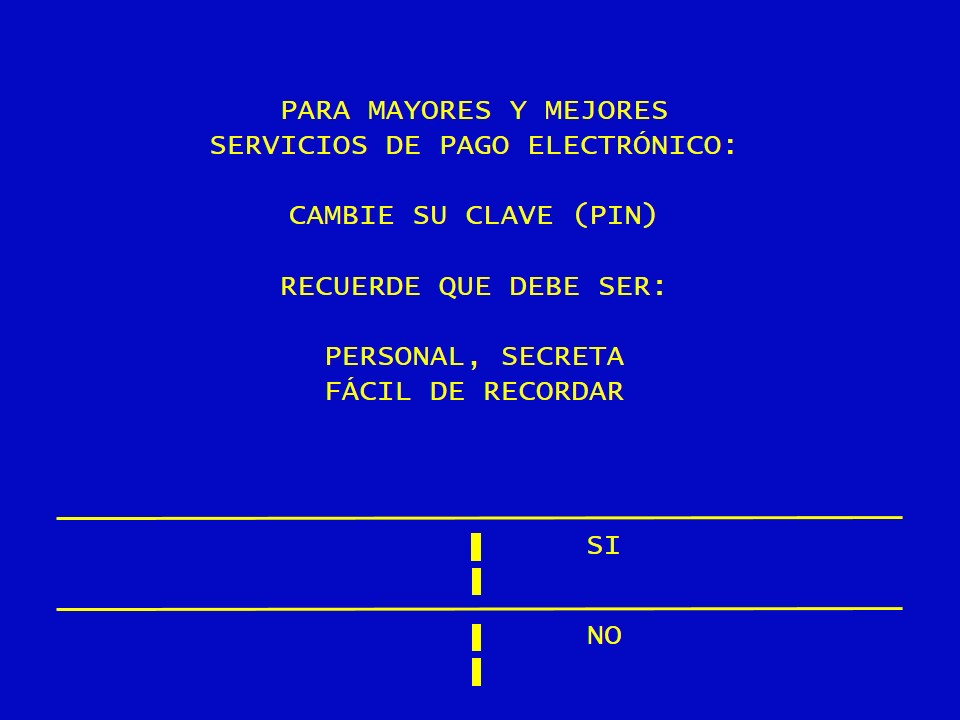 PARA MAYORES Y MEJORES
SERVICIOS DE PAGO ELECTRÓNICO:
CAMBIE SU CLAVE (PIN)
RECUERDE QUE DEBE SER:
PERSONAL, SECRETA
FÁCIL DE RECORDAR
SI
NO